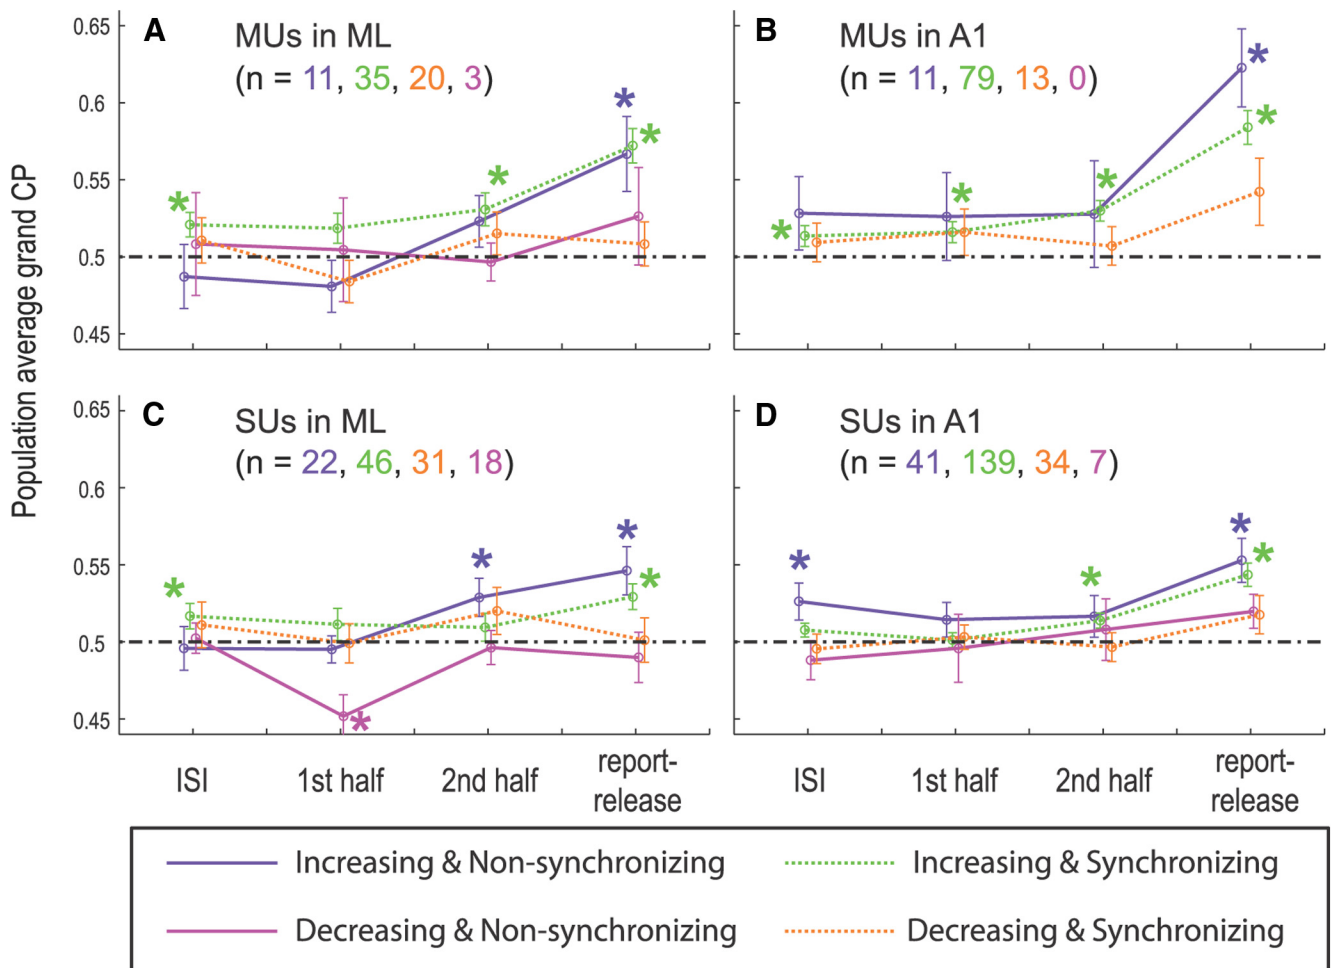 Population average grand CP
A
MUs in ML
(n = 11, 35, 20, 3)
0.65
0.6
0.55
0.5
0.45
*
*
*
*
B
MUs in A1
(n = 11, 79, 13, 0)
*
*
*
*
*
C
SUs in ML
(n = 22, 46, 31, 18)
0.65
0.6
0.55
0.5
0.45
*
*
*
*
*
D
SUs in A1
(n = 41, 139, 34, 7)
*
*
*
*
ISI
1st half
2nd half
report-
release
ISI
1st half
2nd half
report-
release
Increasing & Non-synchronizing
Increasing & Synchronizing
Decreasing & Non-synchronizing
Decreasing & Synchronizing